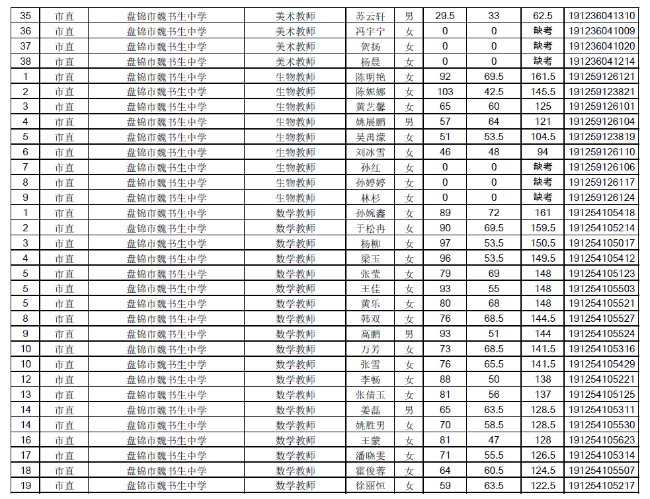 35 市直 盘锦市魏书生中学 美术教师 苏云轩 男 29.5 33 62.5 191236041310
36 市直 盘锦市魏书生中学 美术教师 冯宇宁 女 0 0 缺考 191236041009
37 市直 盘锦市魏书生中学 美术教师 贺扬 女 0 0 缺考 191236041020
38 市直 盘锦市魏书生中学 美术教师 杨晨 女 0 0 缺考 191236041214
1 市直 盘锦市魏书生中学 生物教师 陈明艳 女 92 69.5 161.5 191259126121
2 市直 盘锦市魏书生中学 生物教师 陈妮娜 女 103 42.5 145.5 191259123821
3 市直 盘锦市魏书生中学 生物教师 黄艺馨 女 65 60 125 191259126101
4 市直 盘锦市魏书生中学 生物教师 姚展鹏 男 57 64 121 191259126104
5 市直 盘锦市魏书生中学 生物教师 吴禹濛 女 51 53.5 104.5 191259123819
6 市直 盘锦市魏书生中学 生物教师 刘冰雪 女 46 48 94 191259126110
7 市直 盘锦市魏书生中学 生物教师 孙红 女 0 0 缺考 191259126106
8 市直 盘锦市魏书生中学 生物教师 孙婷婷 女 0 0 缺考 191259126117
9 市直 盘锦市魏书生中学 生物教师 林杉 女 0 0 缺考 191259126124
1 市直 盘锦市魏书生中学 数学教师 孙婉鑫 女 89 72 161 191254105418
2 市直 盘锦市魏书生中学 数学教师 于松冉 女 90 69.5 159.5 191254105214
3 市直 盘锦市魏书生中学 数学教师 杨柳 女 97 53.5 150.5 191254105017
4 市直 盘锦市魏书生中学 数学教师 梁玉 女 96 53.5 149.5 191254105412
5 市直 盘锦市魏书生中学 数学教师 张莹 女 79 69 148 191254105123
5 市直 盘锦市魏书生中学 数学教师 王佳 女 93 55 148 191254105503
5 市直 盘锦市魏书生中学 数学教师 黄乐 女 80 68 148 191254105521
8 市直 盘锦市魏书生中学 数学教师 韩双 女 76 68.5 144.5 191254105527
9 市直 盘锦市魏书生中学 数学教师 高鹏 男 93 51 144 191254105524
10 市直 盘锦市魏书生中学 数学教师 万芳 女 73 68.5 141.5 191254105316
10 市直 盘锦市魏书生中学 数学教师 张雪 女 76 65.5 141.5 191254105429
12 市直 盘锦市魏书生中学 数学教师 李畅 女 88 50 138 191254105221
13 市直 盘锦市魏书生中学 数学教师 张倩玉 女 81 56 137 191254105125
14 市直 盘锦市魏书生中学 数学教师 姜磊 男 65 63.5 128.5 191254105311
14 市直 盘锦市魏书生中学 数学教师 姚胜男 女 70 58.5 128.5 191254105530
16 市直 盘锦市魏书生中学 数学教师 王蒙 女 81 47 128 191254105623
17 市直 盘锦市魏书生中学 数学教师 潘晓雯 女 71 55.5 126.5 191254105314
18 市直 盘锦市魏书生中学 数学教师 霍俊蓉 女 64 60.5 124.5 191254105507
19 市直 盘锦市魏书生中学 数学教师 徐丽恒 女 59 63.5 122.5 191254105217